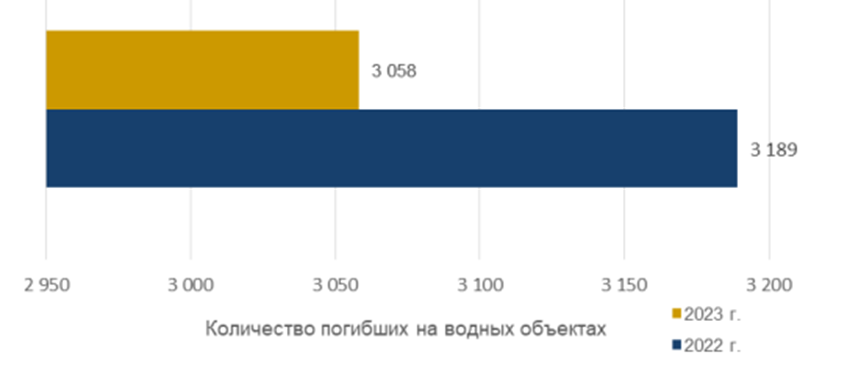 3 058
3 189
2 950 3 000 3 050 3 100 3 150 3 200
Количество погибших на водных объектах
2023 г.
2022 г.